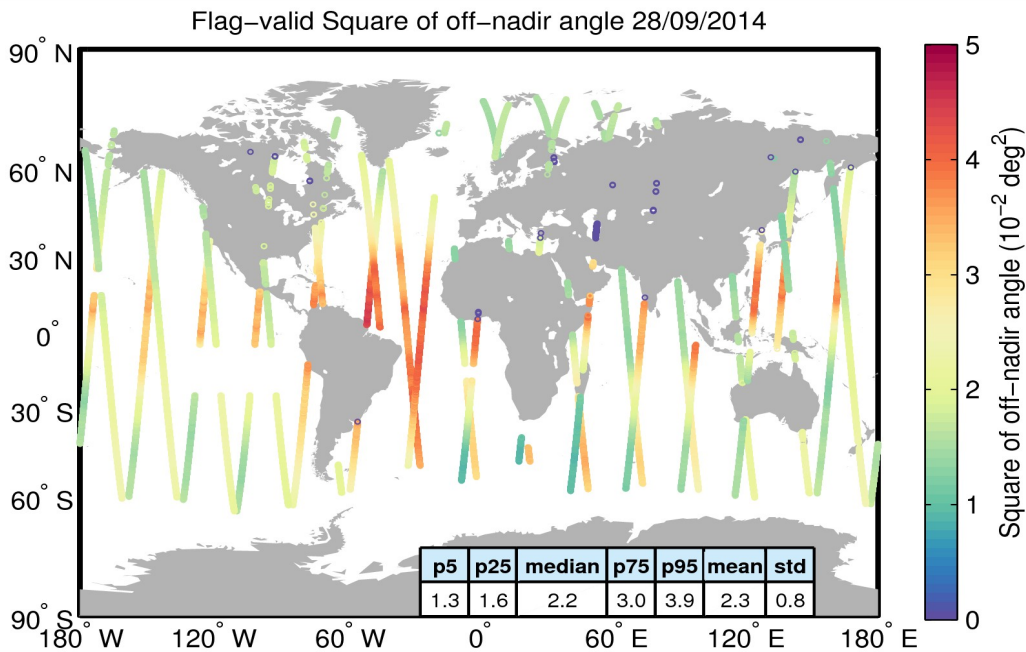 Flag−valid Square of off−nadir angle 28/09/2014
90° N
60° N
30° N
0°
30° S
60° S
90° S
180° W
120° W
60° W
0°
60° E
120° E
180° E
p5 p25 median p75 p95 mean std
1.3 1.6 2.2 3.0 3.9 2.3 0.8
5
4
3
2
1
0
Square of off−nadir angle (10⁻² deg²)